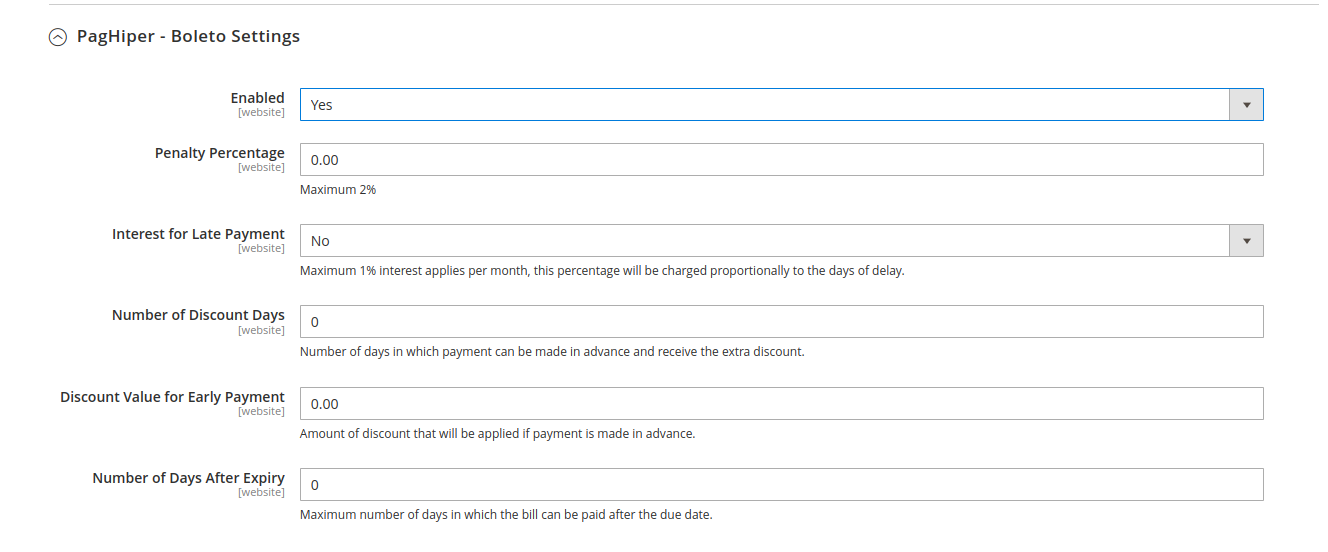 PagHiper - Boleto Settings
Enabled
[website]
Yes
Penalty Percentage
[website]
0.00
Maximum 2%
Interest for Late Payment
[website]
No
Maximum 1% interest applies per month, this percentage will be charged proportionally to the days of delay.
Number of Discount Days
[website]
0
Number of days in which payment can be made in advance and receive the extra discount.
Discount Value for Early Payment
[website]
0.00
Amount of discount that will be applied if payment is made in advance.
Number of Days After Expiry
[website]
0
Maximum number of days in which the bill can be paid after the due date.